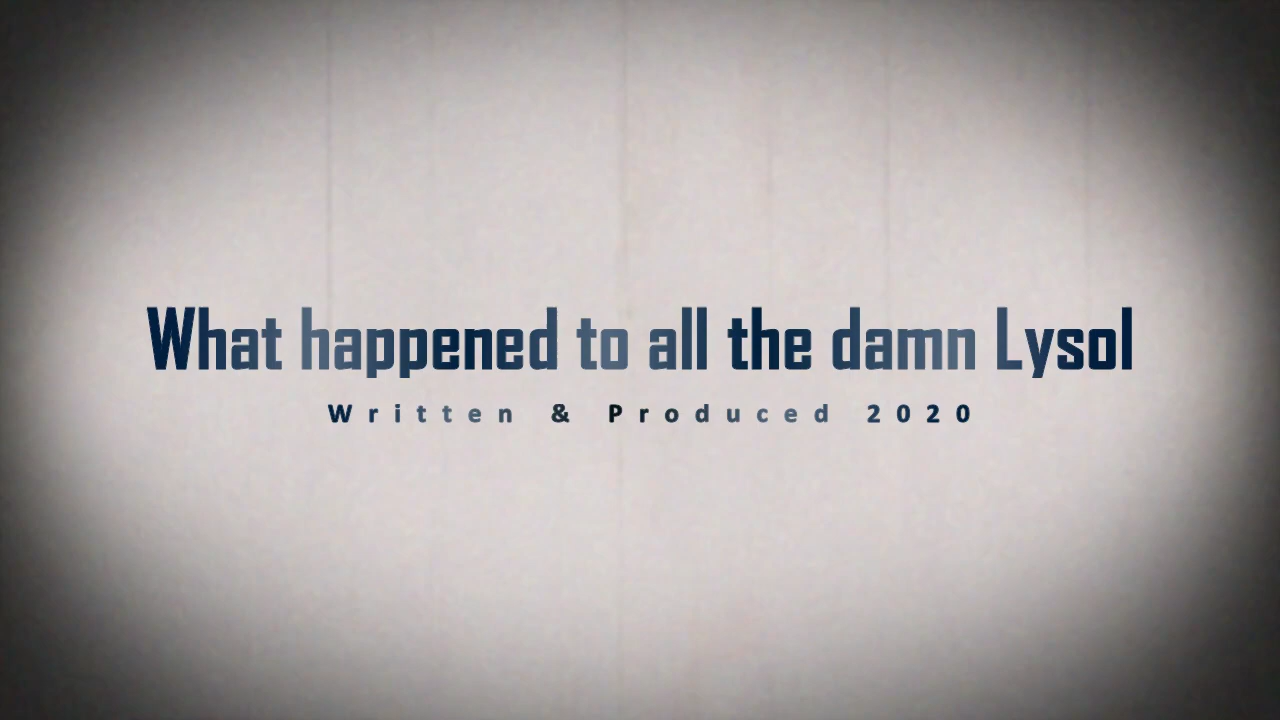 What happened to all the damn Lysol
Written & Produced 2020